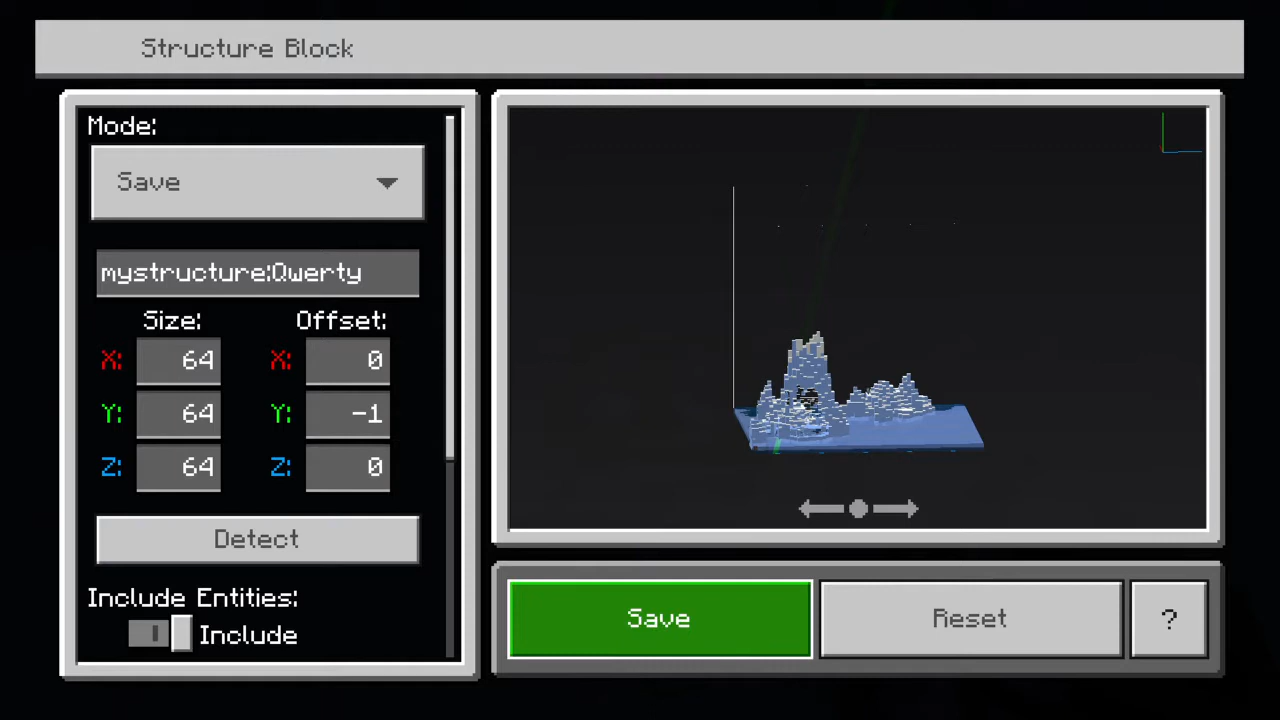 Structure Block
Mode:
Save
mystructure:Qwerty
Size: Offset:
X: 64 X: 0
Y: 64 Y: -1
Z: 64 Z: 0
Detect
Include Entities:
Include
Save Reset ?